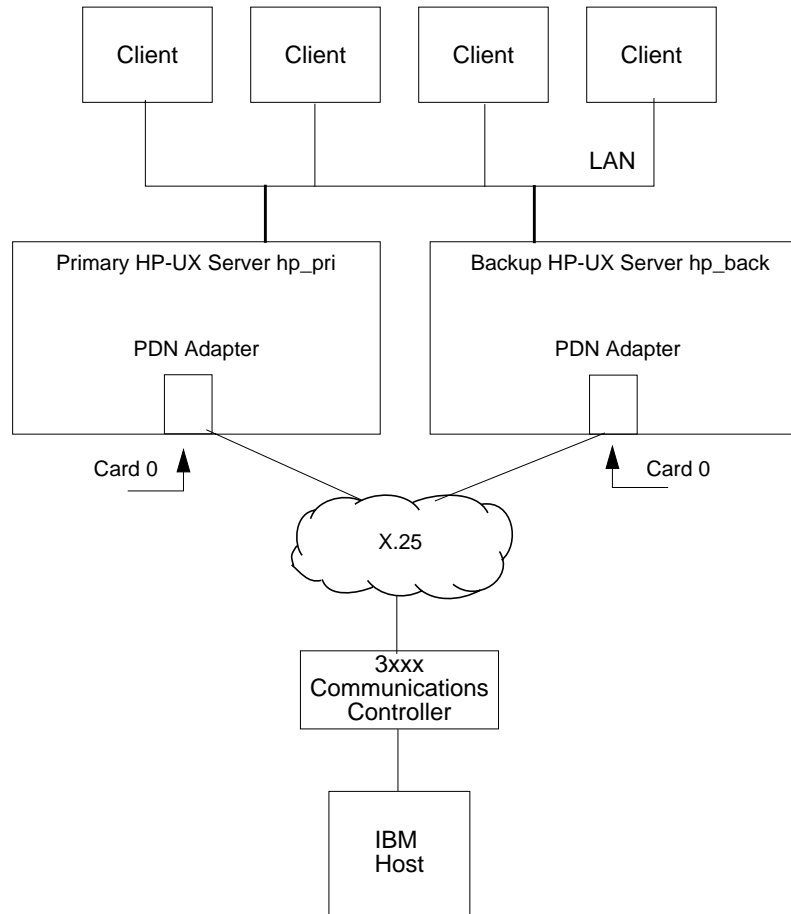 Client
Client
Client
Client
LAN
Primary HP-UX Server hp_pri
Backup HP-UX Server hp_back
PDN Adapter
PDN Adapter
Card 0
Card 0
X.25
3xxx
Communications
Controller
IBM
Host